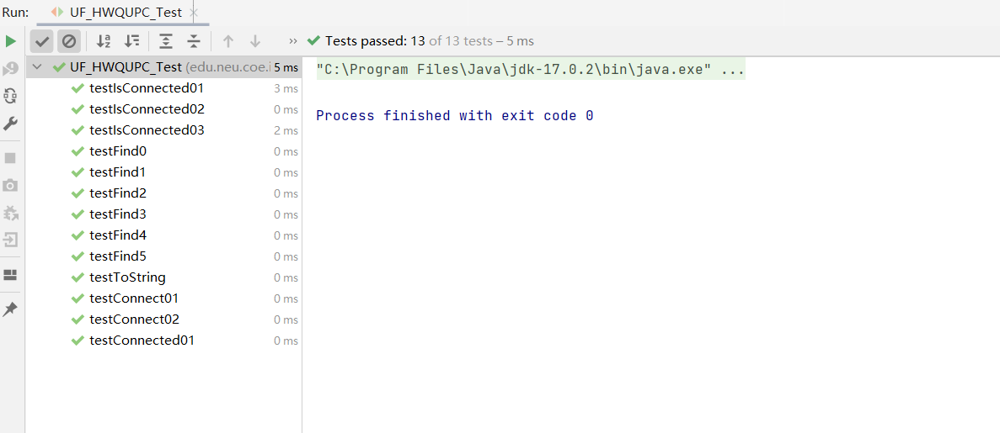 Run: UF_HWQUPC_Test
Tests passed: 13 of 13 tests – 5 ms
UF_HWQUPC_Test (edu.neu.coe.i 5 ms
testIsConnected01 3 ms
testIsConnected02 0 ms
testIsConnected03 2 ms
testFind0 0 ms
testFind1 0 ms
testFind2 0 ms
testFind3 0 ms
testFind4 0 ms
testFind5 0 ms
testToString 0 ms
testConnect01 0 ms
testConnect02 0 ms
testConnected01 0 ms
"C:\Program Files\Java\jdk-17.0.2\bin\java.exe" ...
Process finished with exit code 0